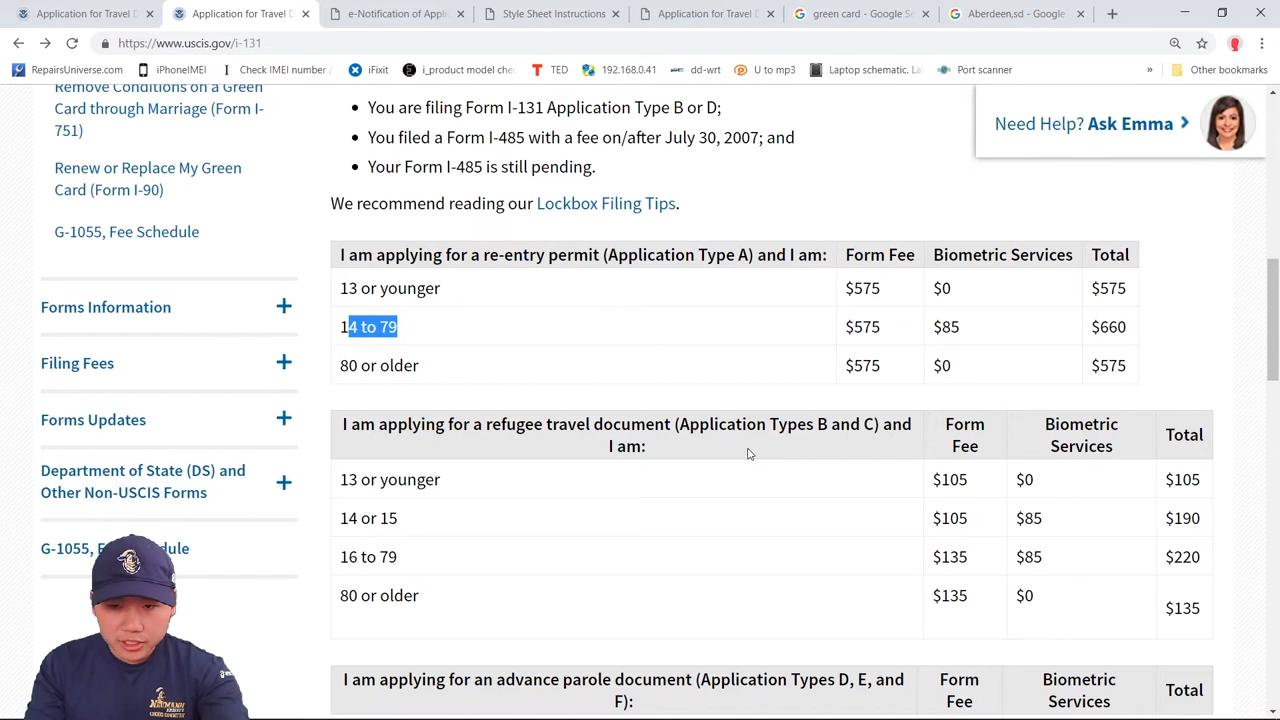 Application for Travel D
Application for Travel D
e-Notification of Applic
Style Sheet Instructions
Application for Travel D
green card - Google Se
Aberdeen,sd - Google
https://www.uscis.gov/i-131
RepairsUniverse.com
iPhoneIMEI
Check IMEI number
iFixit
i_product model chec
TED
192.168.0.41
dd-wrt
U to mp3
Laptop schematic. La
Port scanner
»
Other bookmarks
Remove Conditions on a Green
Card through Marriage (Form I-
751)
Renew or Replace My Green
Card (Form I-90)
G-1055, Fee Schedule
Forms Information
Filing Fees
Forms Updates
Department of State (DS) and
Other Non-USCIS Forms
G-1055,
• You are filing Form I-131 Application Type B or D;
• You filed a Form I-485 with a fee on/after July 30, 2007; and
• Your Form I-485 is still pending.
We recommend reading our Lockbox Filing Tips.
Need Help? Ask Emma
I am applying for a re-entry permit (Application Type A) and I am: Form Fee Biometric Services Total
13 or younger $575 $0 $575
14 to 79 $575 $85 $660
80 or older $575 $0 $575
I am applying for a refugee travel document (Application Types B and C) and
I am:
Form
Fee
Biometric
Services
Total
13 or younger $105 $0 $105
14 or 15 $105 $85 $190
16 to 79 $135 $85 $220
80 or older $135 $0 $135
I am applying for an advance parole document (Application Types D, E, and
F):
Form
Fee
Biometric
Services
Total
NEUMANN